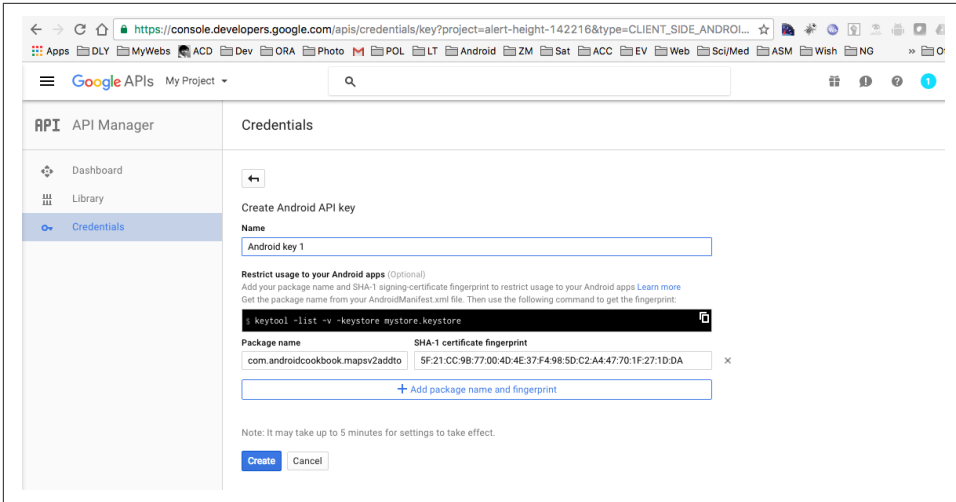 https://console.developers.google.com/apis/credentials/key?project=alert-height-142216&type=CLIENT_SIDE_ANDROI...
Apps DLY MyWebs ACD Dev ORA Photo POL LT Android ZM Sat ACC EV Web Sci/Med ASM Wish NG »
Google APIs My Project 1
API API Manager Credentials
Dashboard
Library
Create Android API key
Credentials
Name
Android key 1
Restrict usage to your Android apps (Optional)
Add your package name and SHA-1 signing-certificate fingerprint to restrict usage to your Android apps Learn more
Get the package name from your AndroidManifest.xml file. Then use the following command to get the fingerprint:
$ keytool -list -v -keystore mystore.keystore
Package name SHA-1 certificate fingerprint
com.androidcookbook.mapsv2addto 5F:21:CC:9B:77:00:4D:4E:37:F4:98:5D:C2:A4:47:70:1F:27:1D:DA
Add package name and fingerprint
Note: It may take up to 5 minutes for settings to take effect.
Create Cancel